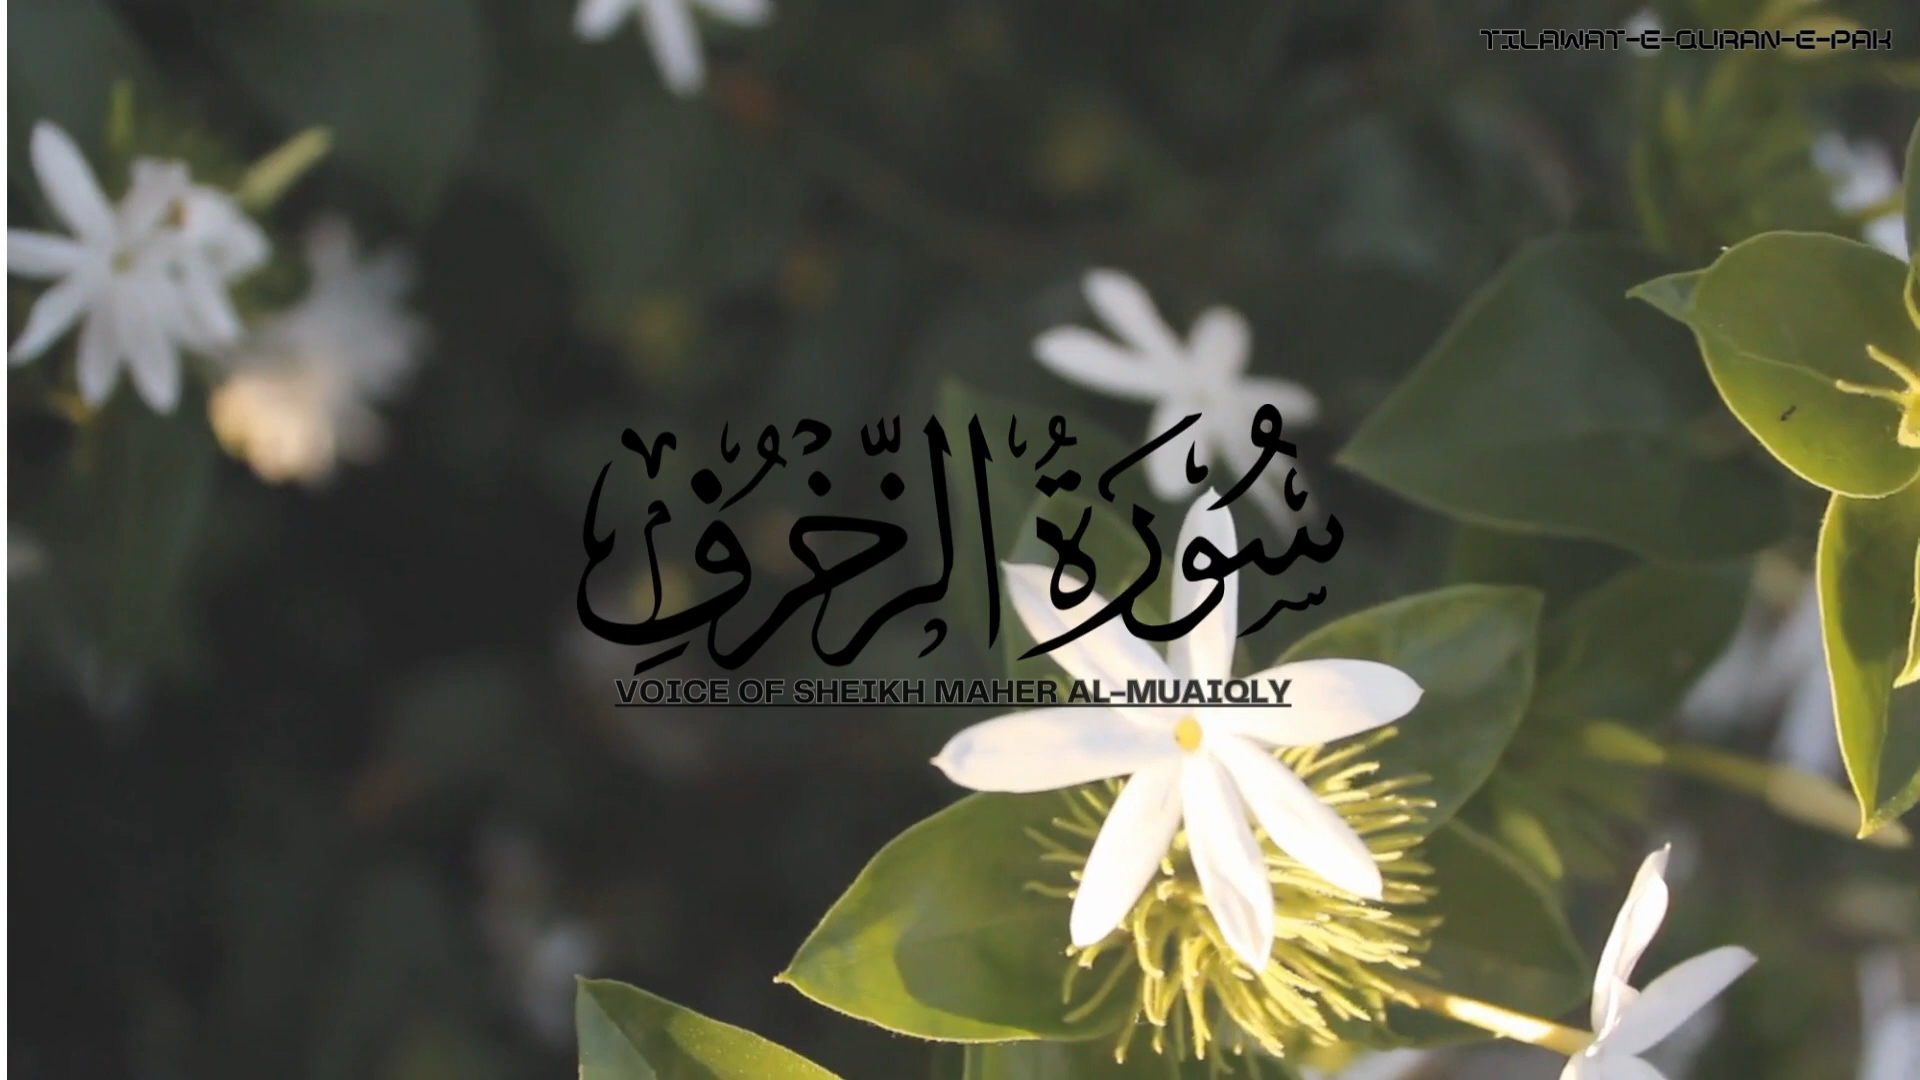 TILAWAT-E-QURAN-E-PAK
سُورَةُ الزُّخْرُفِ
VOICE OF SHEIKH MAHER AL-MUAIQLY